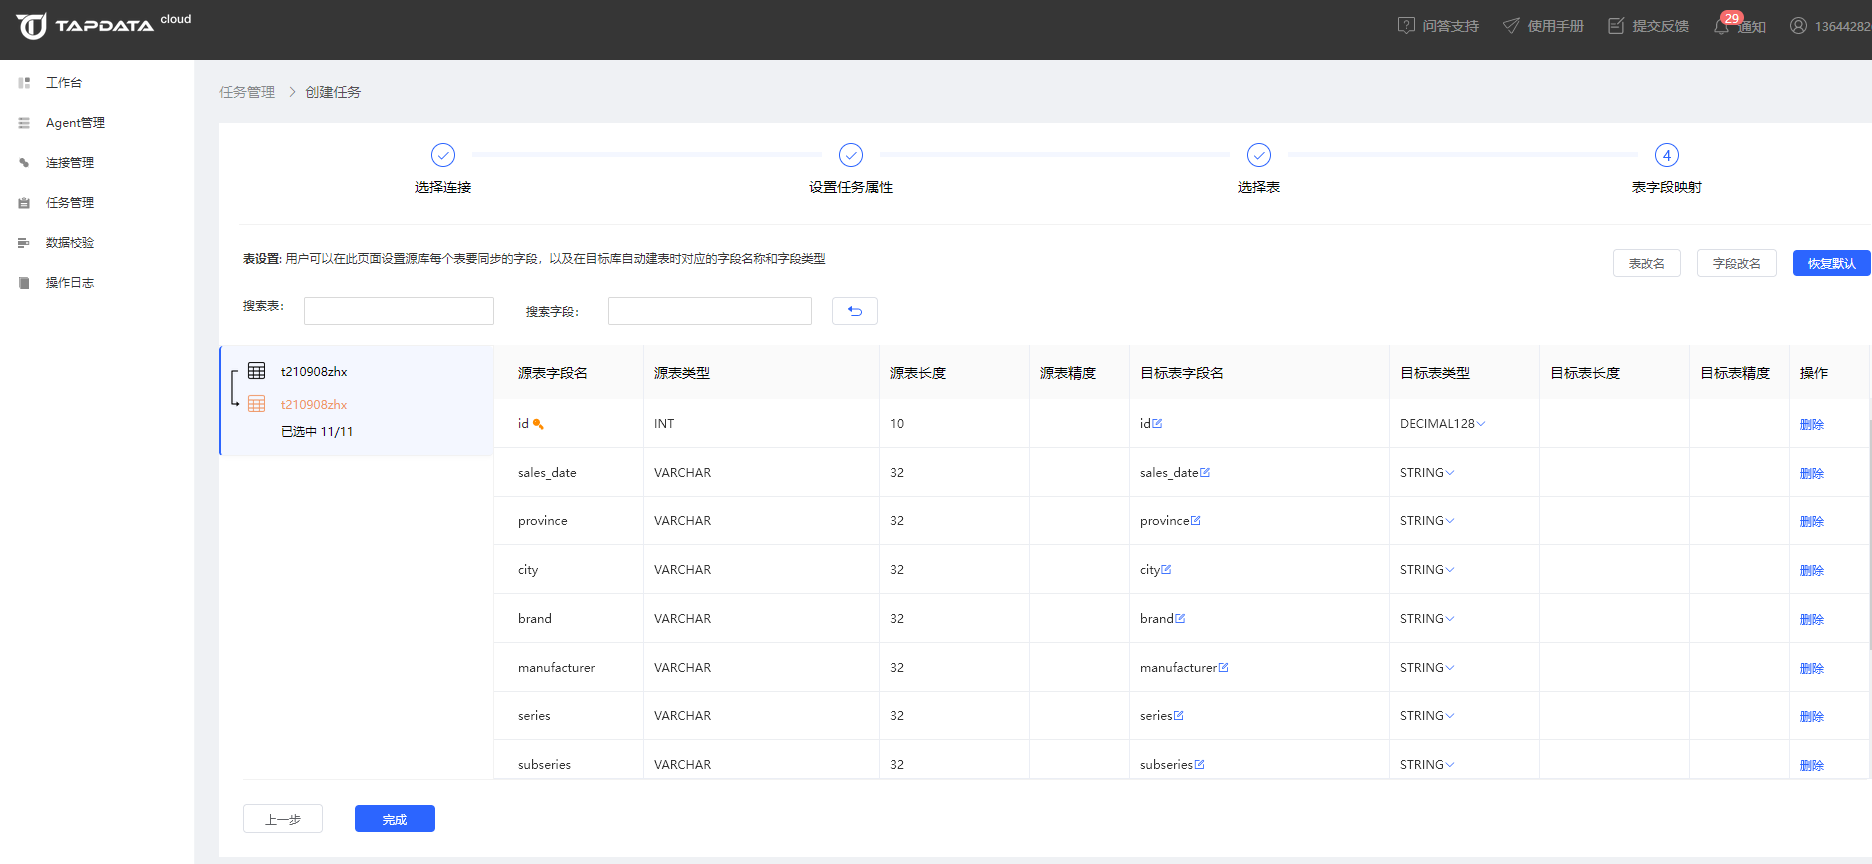 TAPDATA cloud
问答支持
使用手册
提交反馈
29
通知
13644282
工作台
Agent管理
连接管理
任务管理
数据校验
操作日志
任务管理 > 创建任务
选择连接
设置任务属性
选择表
4
表字段映射
表设置: 用户可以在此页面设置源库每个表要同步的字段，以及在目标库自动建表时对应的字段名称和字段类型
表改名
字段改名
恢复默认
搜索表:
搜索字段:
t210908zhx
t210908zhx
已选中 11/11
源表字段名 源表类型 源表长度 源表精度 目标表字段名 目标表类型 目标表长度 目标表精度 操作
id INT 10 id DECIMAL128 删除
sales_date VARCHAR 32 sales_date STRING 删除
province VARCHAR 32 province STRING 删除
city VARCHAR 32 city STRING 删除
brand VARCHAR 32 brand STRING 删除
manufacturer VARCHAR 32 manufacturer STRING 删除
series VARCHAR 32 series STRING 删除
subseries VARCHAR 32 subseries STRING 删除
上一步
完成